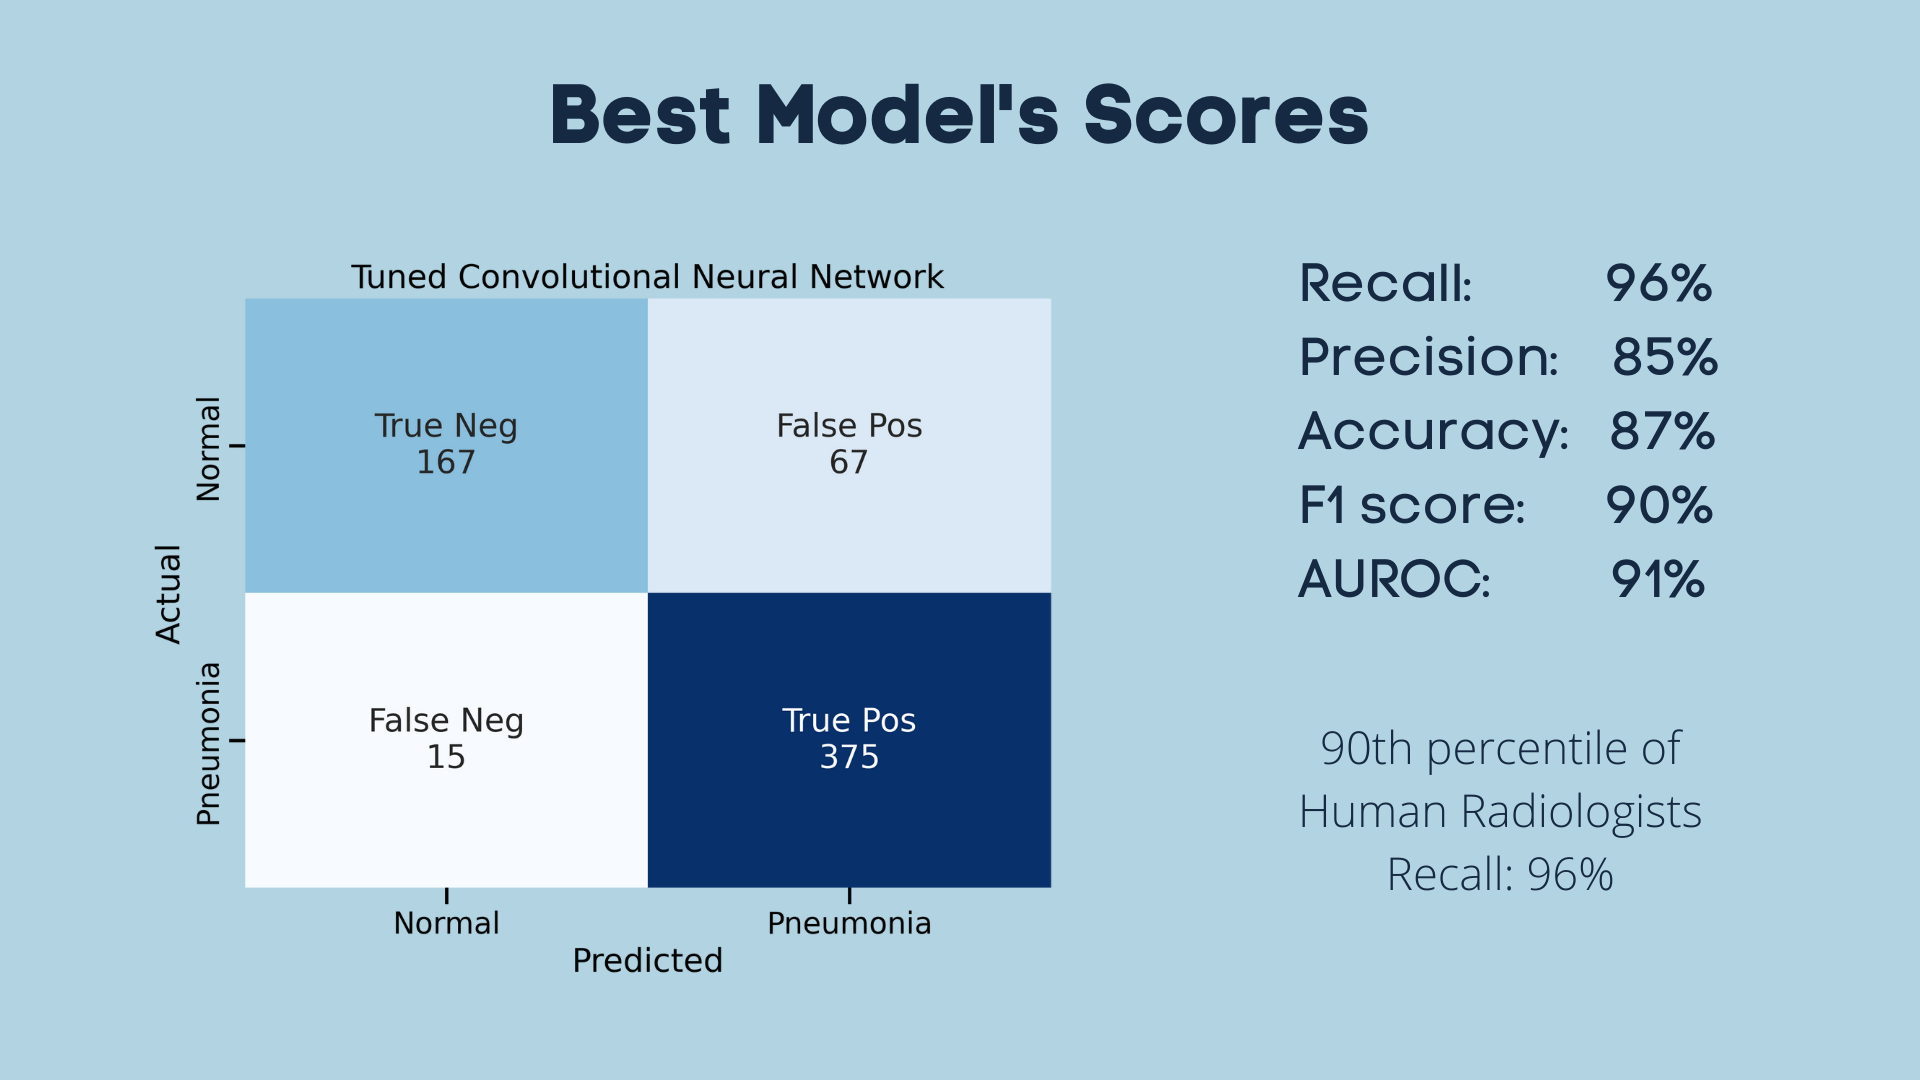 Best Model's Scores
Tuned Convolutional Neural Network
Actual
Normal
Pneumonia
True Neg
167
False Pos
67
False Neg
15
True Pos
375
Normal
Pneumonia
Predicted
Recall: 96%
Precision: 85%
Accuracy: 87%
F1 score: 90%
AUROC: 91%
90th percentile of
Human Radiologists
Recall: 96%